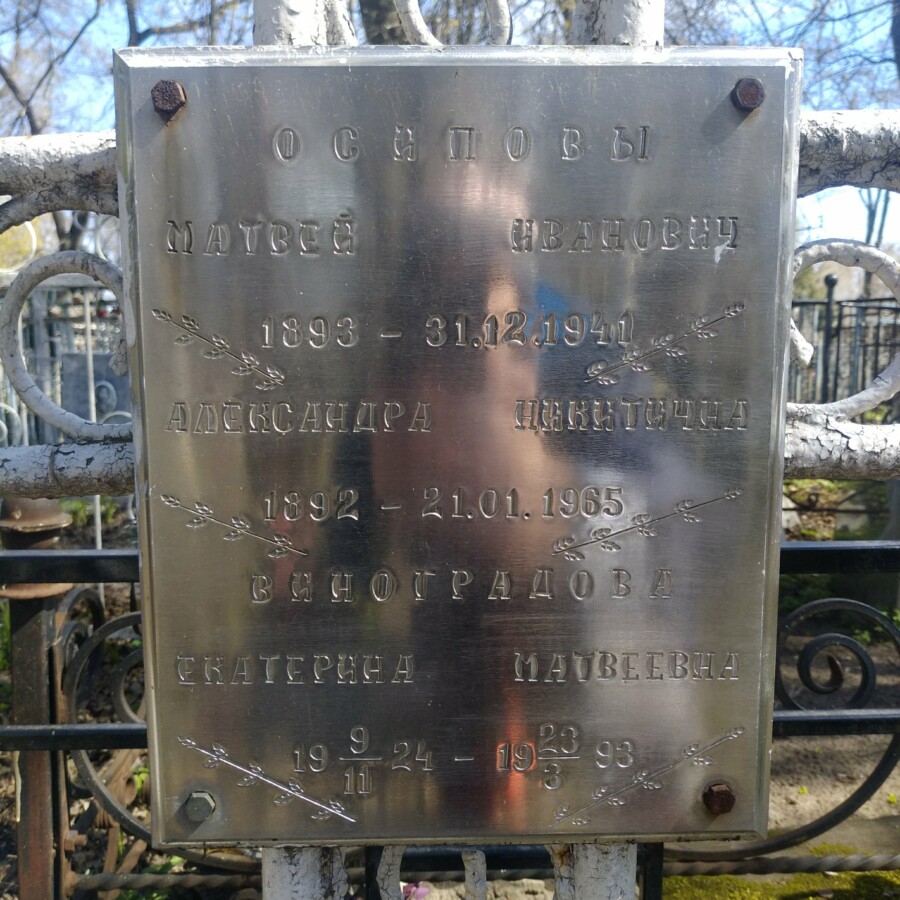 ОСИПОВЫ
МАТВЕЙ ИВАНОВИЧ
1893 – 31.12.1941
АЛЕКСАНДРА НИКИТИЧНА
1892 – 21.01.1965
ВИНОГРАДОВА
ЕКАТЕРИНА МАТВЕЕВНА
19 9/11 24 – 19 23/3 93